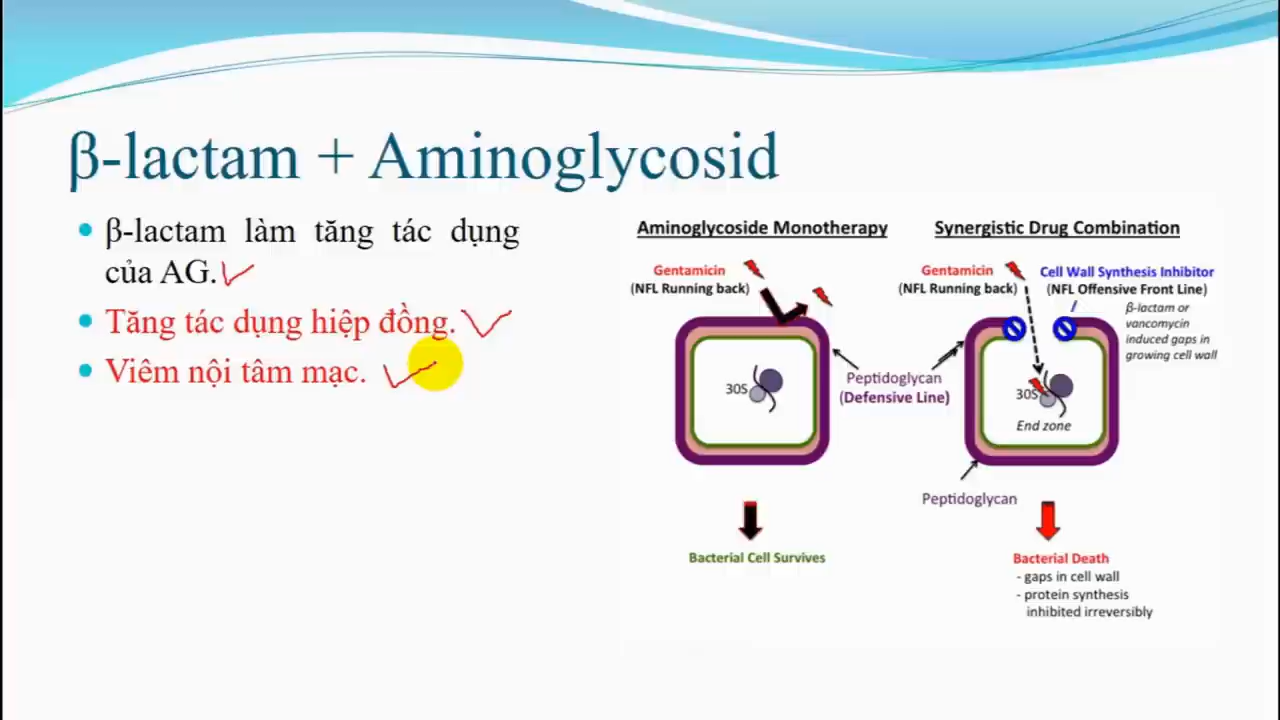 β-lactam + Aminoglycosid
β-lactam làm tăng tác dụng
của AG.
Tăng tác dụng hiệp đồng.
Viêm nội tâm mạc.
Aminoglycoside Monotherapy
Gentamicin
(NFL Running back)
30S
Peptidoglycan
(Defensive Line)
Bacterial Cell Survives
Synergistic Drug Combination
Gentamicin
(NFL Running back)
Cell Wall Synthesis Inhibitor
(NFL Offensive Front Line)
β-lactam or
vancomycin
induced gaps in
growing cell wall
30S
End zone
Peptidoglycan
Bacterial Death
- gaps in cell wall
- protein synthesis
inhibited irreversibly